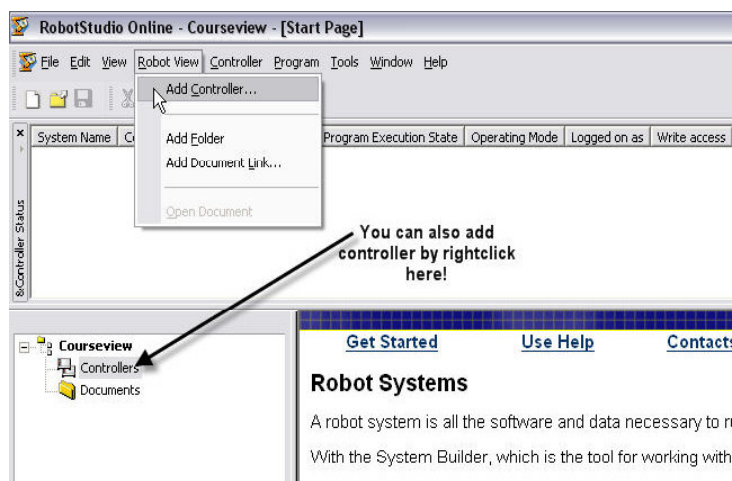 RobotStudio Online - Courseview - [Start Page]
File Edit View Robot View Controller Program Tools Window Help
Add Controller...
Add Folder
Add Document Link...
Open Document
System Name Program Execution State Operating Mode Logged on as Write access
&Controller Status
You can also add
controller by rightclick
here!
Courseview
Controllers
Documents
Get Started Use Help Contacts
Robot Systems
A robot system is all the software and data necessary to
With the System Builder, which is the tool for working with